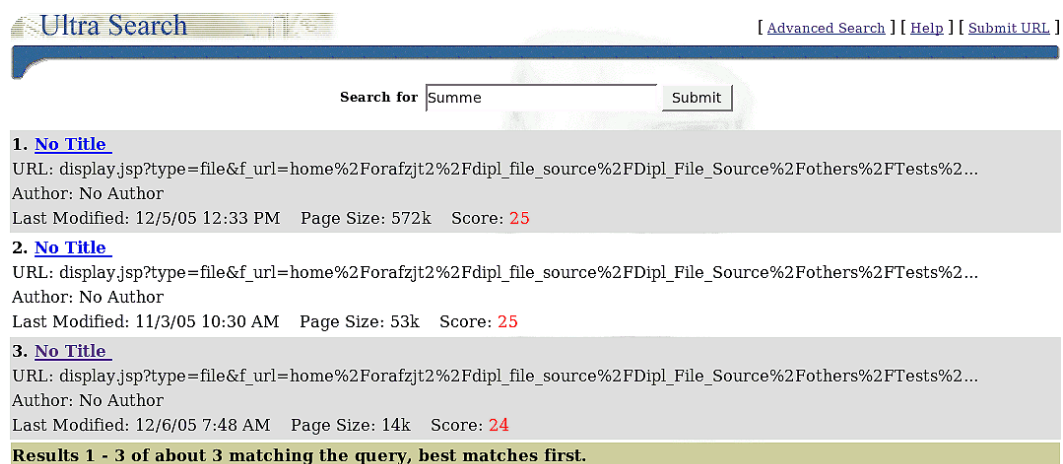 Ultra Search
[ Advanced Search ] [ Help ] [ Submit URL ]
Search for Summe Submit
1. No Title
URL: display.jsp?type=file&f_url=home%2Forafzjt2%2Fdipl_file_source%2FDipl_File_Source%2Fothers%2FTests%2...
Author: No Author
Last Modified: 12/5/05 12:33 PM Page Size: 572k Score: 25
2. No Title
URL: display.jsp?type=file&f_url=home%2Forafzjt2%2Fdipl_file_source%2FDipl_File_Source%2Fothers%2FTests%2...
Author: No Author
Last Modified: 11/3/05 10:30 AM Page Size: 53k Score: 25
3. No Title
URL: display.jsp?type=file&f_url=home%2Forafzjt2%2Fdipl_file_source%2FDipl_File_Source%2Fothers%2FTests%2...
Author: No Author
Last Modified: 12/6/05 7:48 AM Page Size: 14k Score: 24
Results 1 - 3 of about 3 matching the query, best matches first.